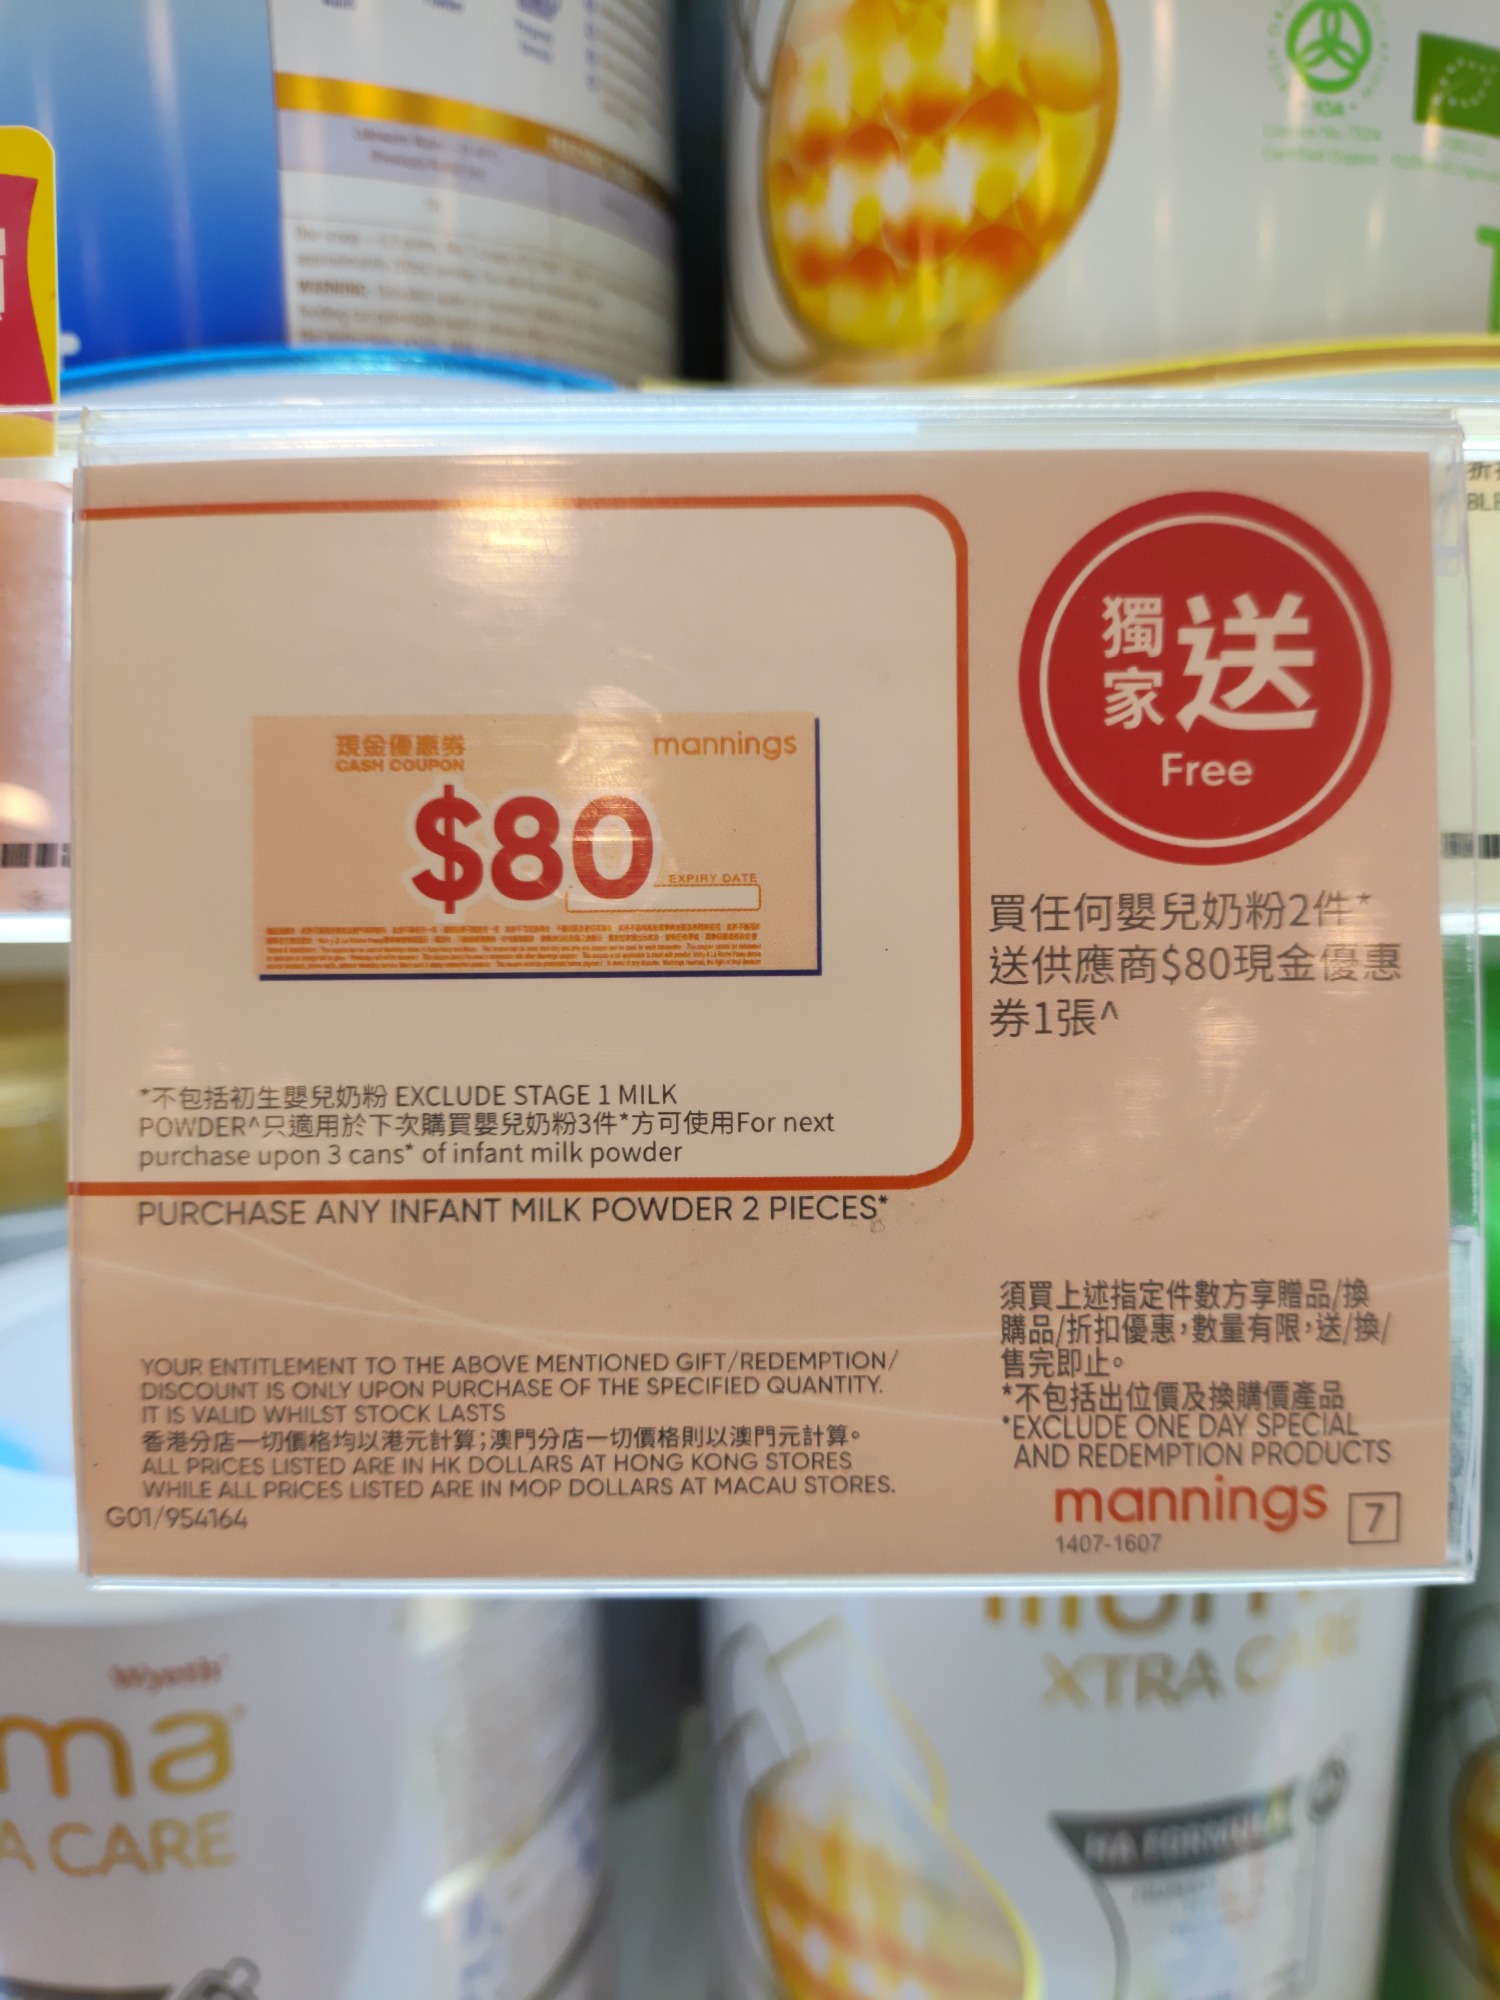 WARNING
IOA
現金優惠券
CASH COUPON
mannings
$80
EXPIRY DATE
獨家送
Free
買任何嬰兒奶粉2件*
送供應商$80現金優惠
券1張^
*不包括初生嬰兒奶粉 EXCLUDE STAGE 1 MILK
POWDER^只適用於下次購買嬰兒奶粉3件*方可使用For next
purchase upon 3 cans* of infant milk powder
PURCHASE ANY INFANT MILK POWDER 2 PIECES*
YOUR ENTITLEMENT TO THE ABOVE MENTIONED GIFT/REDEMPTION/
DISCOUNT IS ONLY UPON PURCHASE OF THE SPECIFIED QUANTITY.
IT IS VALID WHILST STOCK LASTS
香港分店一切價格均以港元計算;澳門分店一切價格則以澳門元計算。
ALL PRICES LISTED ARE IN HK DOLLARS AT HONG KONG STORES
WHILE ALL PRICES LISTED ARE IN MOP DOLLARS AT MACAU STORES.
G01/954164
須買上述指定件數方享贈品/換
購品/折扣優惠,數量有限,送/換/
售完即止。
*不包括出位價及換購價產品
*EXCLUDE ONE DAY SPECIAL
AND REDEMPTION PRODUCTS
mannings 7
1407-1607
Wyeth
ma
A CARE
XTRA CARE
HA FORMULA